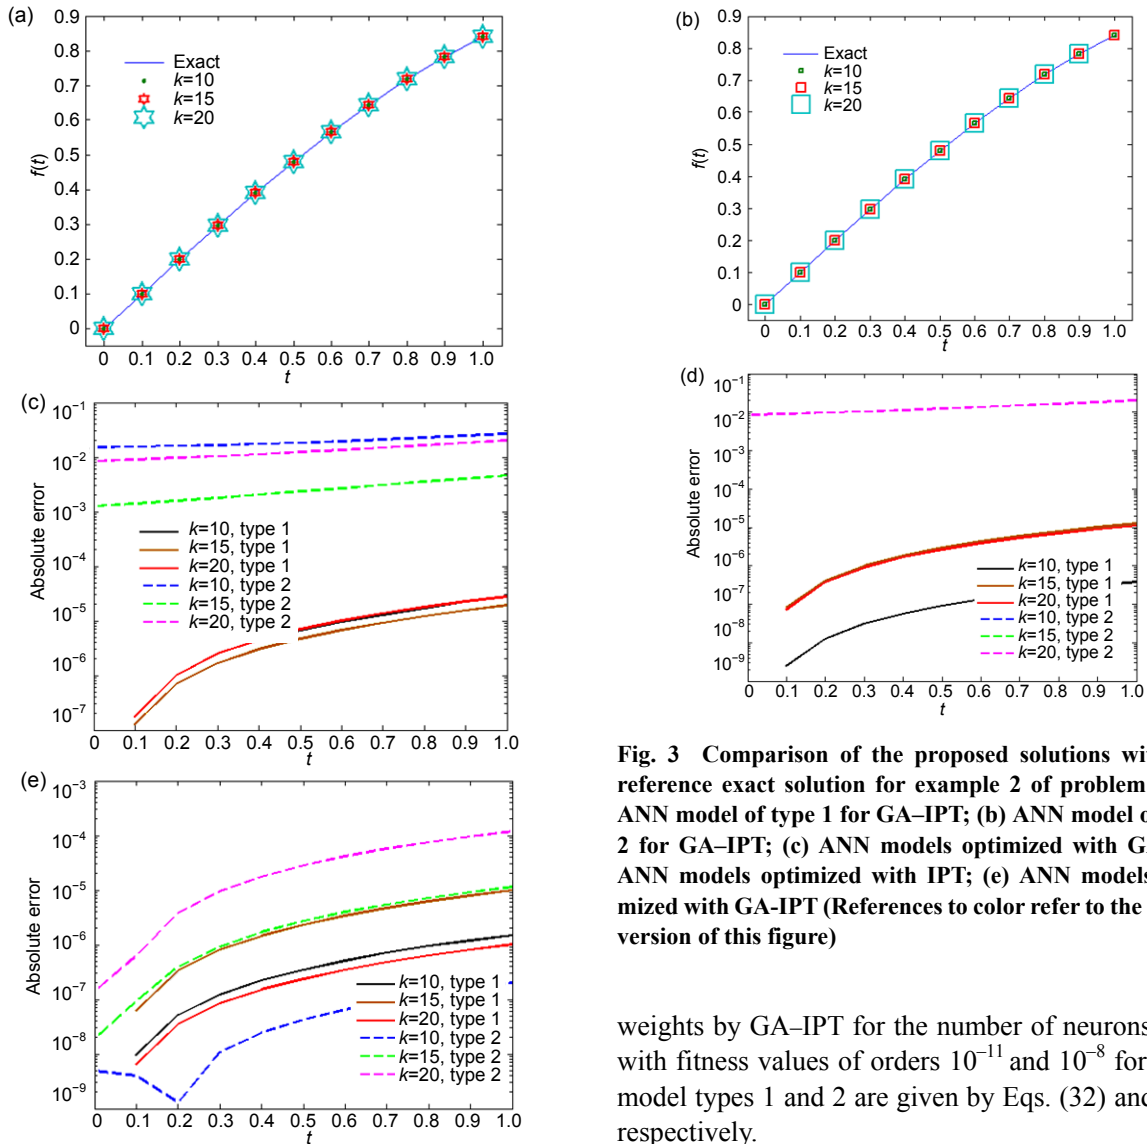 (a)
0.9
0.8
0.7
0.6
0.5
0.4
0.3
0.2
0.1
0
f(t)
Exact
k=10
k=15
k=20
0 0.1 0.2 0.3 0.4 0.5 0.6 0.7 0.8 0.9 1.0
t
(b)
0.9
0.8
0.7
0.6
0.5
0.4
0.3
0.2
0.1
0
f(t)
Exact
k=10
k=15
k=20
0 0.1 0.2 0.3 0.4 0.5 0.6 0.7 0.8 0.9 1.0
t
(c)
10⁻¹
10⁻²
10⁻³
10⁻⁴
10⁻⁵
10⁻⁶
10⁻⁷
Absolute error
k=10, type 1
k=15, type 1
k=20, type 1
k=10, type 2
k=15, type 2
k=20, type 2
0 0.1 0.2 0.3 0.4 0.5 0.6 0.7 0.8 0.9 1.0
t
(d)
10⁻¹
10⁻²
10⁻³
10⁻⁴
10⁻⁵
10⁻⁶
10⁻⁷
10⁻⁸
10⁻⁹
Absolute error
k=10, type 1
k=15, type 1
k=20, type 1
k=10, type 2
k=15, type 2
k=20, type 2
0 0.1 0.2 0.3 0.4 0.5 0.6 0.7 0.8 0.9 1.0
t
(e)
10⁻³
10⁻⁴
10⁻⁵
10⁻⁶
10⁻⁷
10⁻⁸
10⁻⁹
Absolute error
k=10, type 1
k=15, type 1
k=20, type 1
k=10, type 2
k=15, type 2
k=20, type 2
0 0.1 0.2 0.3 0.4 0.5 0.6 0.7 0.8 0.9 1.0
t
Fig. 3 Comparison of the proposed solutions wi
reference exact solution for example 2 of problem
ANN model of type 1 for GA–IPT; (b) ANN model o
2 for GA–IPT; (c) ANN models optimized with G
ANN models optimized with IPT; (e) ANN models
mized with GA-IPT (References to color refer to the
version of this figure)
weights by GA–IPT for the number of neurons
with fitness values of orders 10⁻¹¹ and 10⁻⁸ for
model types 1 and 2 are given by Eqs. (32) and
respectively.